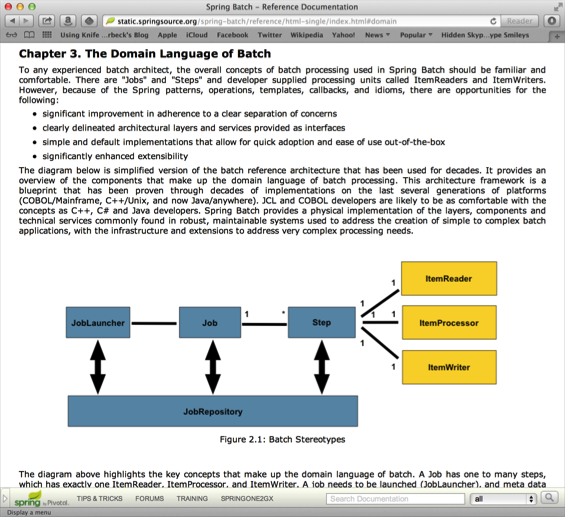 Spring Batch – Reference Documentation
static.springsource.org/spring-batch/reference/html-single/index.html#domain
Reader
Using Knife ...rbeck's Blog Apple iCloud Facebook Twitter Wikipedia Yahoo! News Popular Hidden Skyp...ype Smileys
Chapter 3. The Domain Language of Batch
To any experienced batch architect, the overall concepts of batch processing used in Spring Batch should be familiar and
comfortable. There are "Jobs" and "Steps" and developer supplied processing units called ItemReaders and ItemWriters.
However, because of the Spring patterns, operations, templates, callbacks, and idioms, there are opportunities for the
following:
• significant improvement in adherence to a clear separation of concerns
• clearly delineated architectural layers and services provided as interfaces
• simple and default implementations that allow for quick adoption and ease of use out-of-the-box
• significantly enhanced extensibility
The diagram below is simplified version of the batch reference architecture that has been used for decades. It provides an
overview of the components that make up the domain language of batch processing. This architecture framework is a
blueprint that has been proven through decades of implementations on the last several generations of platforms
(COBOL/Mainframe, C++/Unix, and now Java/anywhere). JCL and COBOL developers are likely to be as comfortable with the
concepts as C++, C# and Java developers. Spring Batch provides a physical implementation of the layers, components and
technical services commonly found in robust, maintainable systems used to address the creation of simple to complex batch
applications, with the infrastructure and extensions to address very complex processing needs.
ItemReader
1
1
JobLauncher
Job
1
*
Step
1
1
ItemProcessor
1
1
ItemWriter
JobRepository
Figure 2.1: Batch Stereotypes
The diagram above highlights the key concepts that make up the domain language of batch. A Job has one to many steps,
which has exactly one ItemReader, ItemProcessor, and ItemWriter. A job needs to be launched (JobLauncher), and meta data
spring by Pivotal TIPS & TRICKS FORUMS TRAINING SPRINGONE2GX Search Documentation all
Display a menu